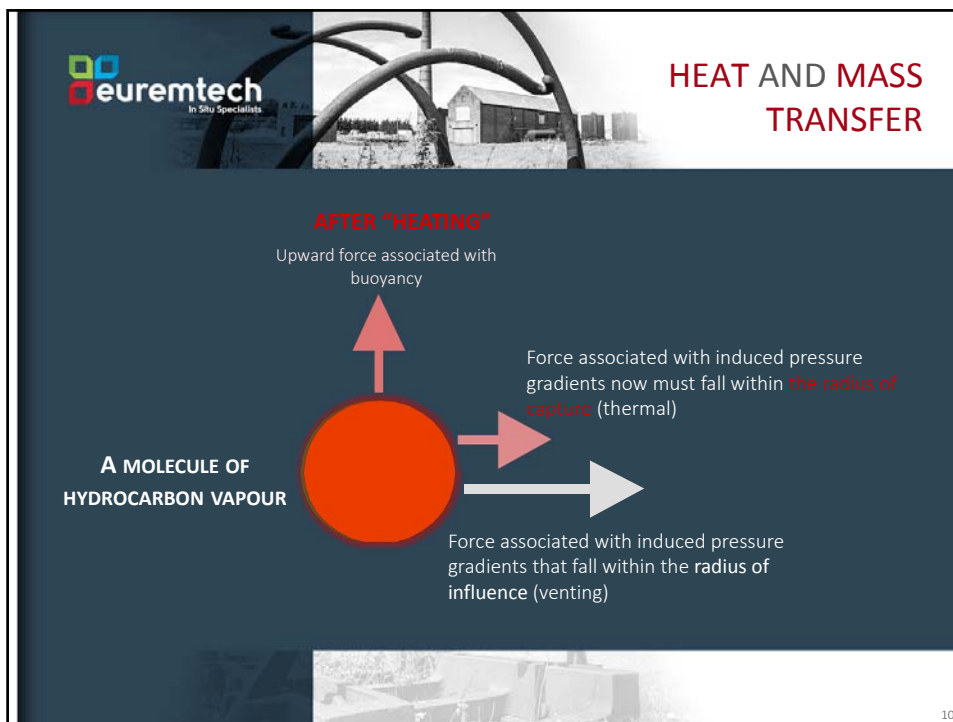 euremtech
In Situ Specialists
HEAT AND MASS
TRANSFER
AFTER “HEATING”
Upward force associated with
buoyancy
Force associated with induced pressure
gradients now must fall within the radius of
capture (thermal)
A MOLECULE OF
HYDROCARBON VAPOUR
Force associated with induced pressure
gradients that fall within the radius of
influence (venting)
10